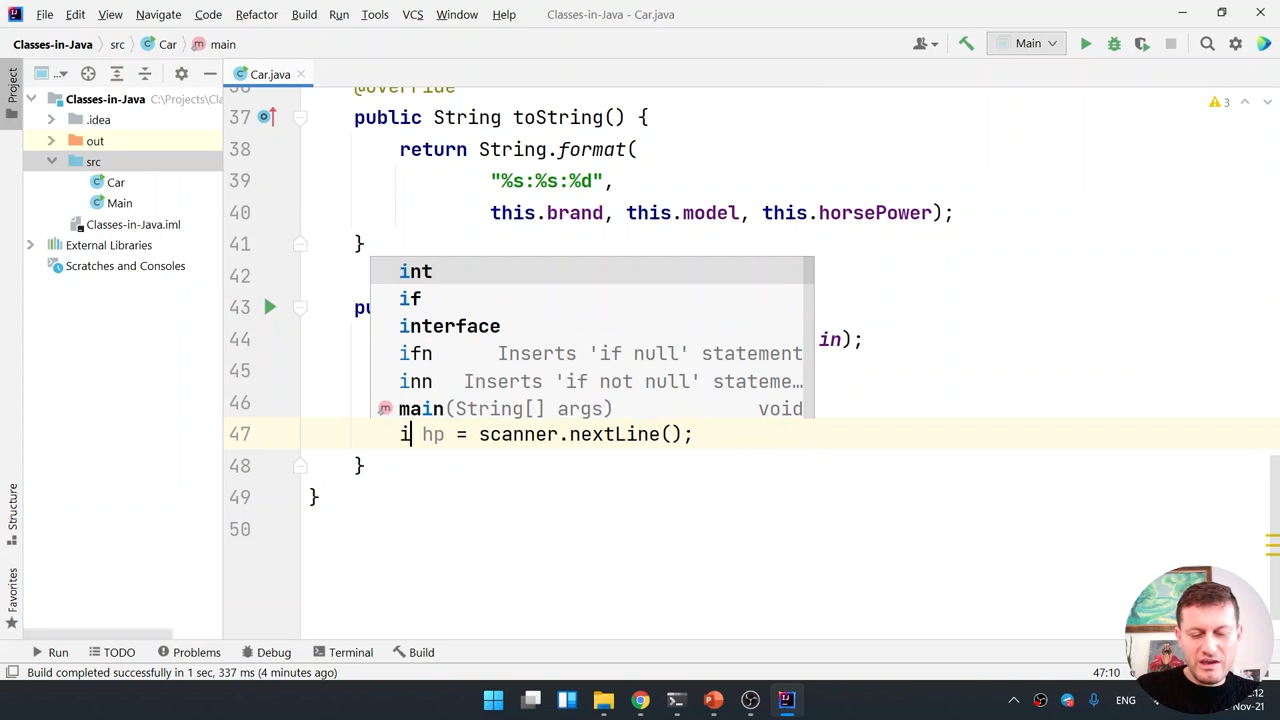 File Edit View Navigate Code Refactor Build Run Tools VCS Window Help Classes-in-Java - Car.java
Classes-in-Java src Car main Main
Project
... Car.java
Classes-in-Java C:\Projects\Cla
.idea
out
src
Car
Main
Classes-in-Java.iml
External Libraries
Scratches and Consoles
Structure
Favorites
@Override
3
37 public String toString() {
38 return String.format(
39 "%s:%s:%d",
40 this.brand, this.model, this.horsePower);
41 }
42
43 pu
44 in);
45
46
47 i hp = scanner.nextLine();
48 }
49 }
50
int
if
interface
ifn Inserts 'if null' statement
inn Inserts 'if not null' stateme...
main(String[] args) void
Run TODO Problems Debug Terminal Build
Build completed successfully in 1 sec, 337 ms (4 minutes ago) 47:10
ENG :12
-Nov-21